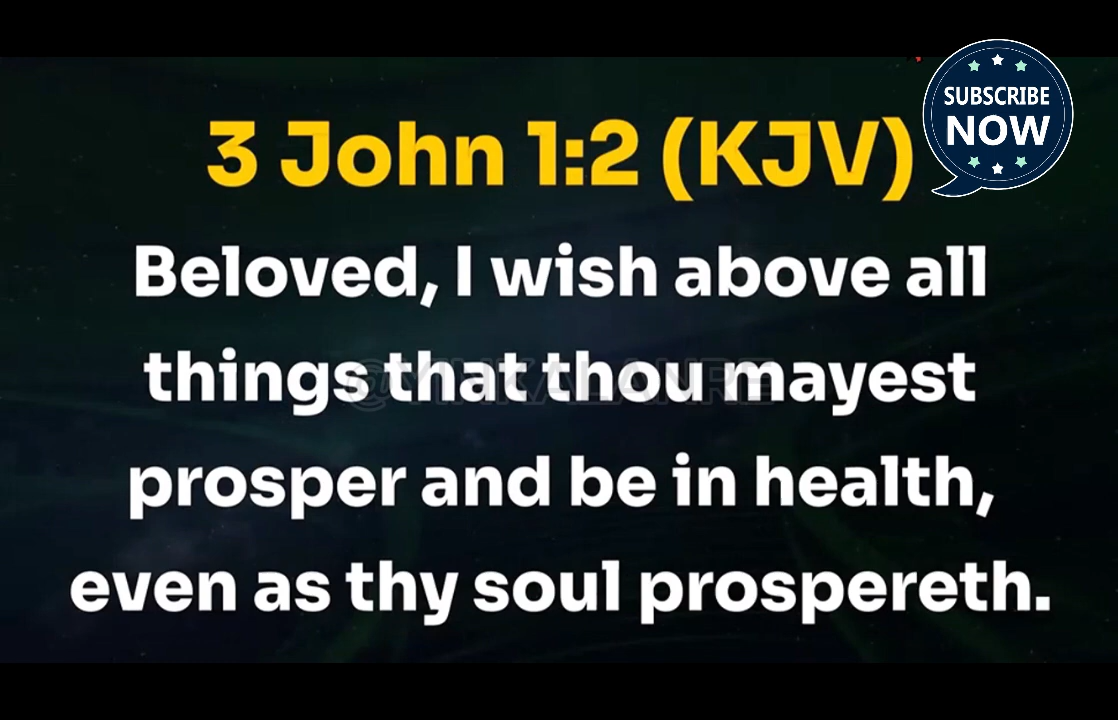 SUBSCRIBE
NOW
3 John 1:2 (KJV)
Beloved, I wish above all
things that thou mayest
prosper and be in health,
even as thy soul prospereth.
@YINKALANRE